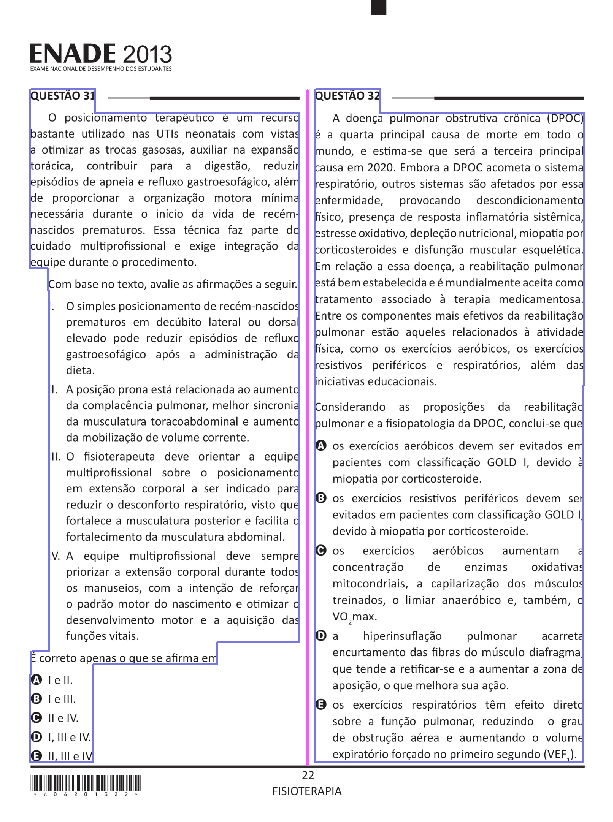 ENADE 2013
EXAME NACIONAL DE DESEMPENHO DOS ESTUDANTES
QUESTÃO 31
O posicionamento terapêutico é um recurso
bastante utilizado nas UTIs neonatais com vistas
a otimizar as trocas gasosas, auxiliar na expansão
torácica, contribuir para a digestão, reduzir
episódios de apneia e refluxo gastroesofágico, além
de proporcionar a organização motora mínima
necessária durante o início da vida de recém-
nascidos prematuros. Essa técnica faz parte do
cuidado multiprofissional e exige integração da
equipe durante o procedimento.
Com base no texto, avalie as afirmações a seguir.
I. O simples posicionamento de recém-nascidos
prematuros em decúbito lateral ou dorsal
elevado pode reduzir episódios de refluxo
gastroesofágico após a administração da
dieta.
II. A posição prona está relacionada ao aumento
da complacência pulmonar, melhor sincronia
da musculatura toracoabdominal e aumento
da mobilização de volume corrente.
III. O fisioterapeuta deve orientar a equipe
multiprofissional sobre o posicionamento
em extensão corporal a ser indicado para
reduzir o desconforto respiratório, visto que
fortalece a musculatura posterior e facilita o
fortalecimento da musculatura abdominal.
IV. A equipe multiprofissional deve sempre
priorizar a extensão corporal durante todos
os manuseios, com a intenção de reforçar
o padrão motor do nascimento e otimizar o
desenvolvimento motor e a aquisição das
funções vitais.
É correto apenas o que se afirma em
A I e II.
B I e III.
C II e IV.
D I, III e IV.
E II, III e IV
QUESTÃO 32
A doença pulmonar obstrutiva crônica (DPOC)
é a quarta principal causa de morte em todo o
mundo, e estima-se que será a terceira principal
causa em 2020. Embora a DPOC acometa o sistema
respiratório, outros sistemas são afetados por essa
enfermidade, provocando descondicionamento
físico, presença de resposta inflamatória sistêmica,
estresse oxidativo, depleção nutricional, miopatia por
corticosteroides e disfunção muscular esquelética.
Em relação a essa doença, a reabilitação pulmonar
está bem estabelecida e é mundialmente aceita como
tratamento associado à terapia medicamentosa.
Entre os componentes mais efetivos da reabilitação
pulmonar estão aqueles relacionados à atividade
física, como os exercícios aeróbicos, os exercícios
resistivos periféricos e respiratórios, além das
iniciativas educacionais.
Considerando as proposições da reabilitação
pulmonar e a fisiopatologia da DPOC, conclui-se que
A os exercícios aeróbicos devem ser evitados em
pacientes com classificação GOLD I, devido à
miopatia por corticosteroide.
B os exercícios resistivos periféricos devem ser
evitados em pacientes com classificação GOLD I,
devido à miopatia por corticosteroide.
C os exercícios aeróbicos aumentam a
concentração de enzimas oxidativas
mitocondriais, a capilarização dos músculos
treinados, o limiar anaeróbico e, também, o
VO2max.
D a hiperinsuflação pulmonar acarreta
encurtamento das fibras do músculo diafragma,
que tende a retificar-se e a aumentar a zona de
aposição, o que melhora sua ação.
E os exercícios respiratórios têm efeito direto
sobre a função pulmonar, reduzindo o grau
de obstrução aérea e aumentando o volume
expiratório forçado no primeiro segundo (VEF1).
22
FISIOTERAPIA